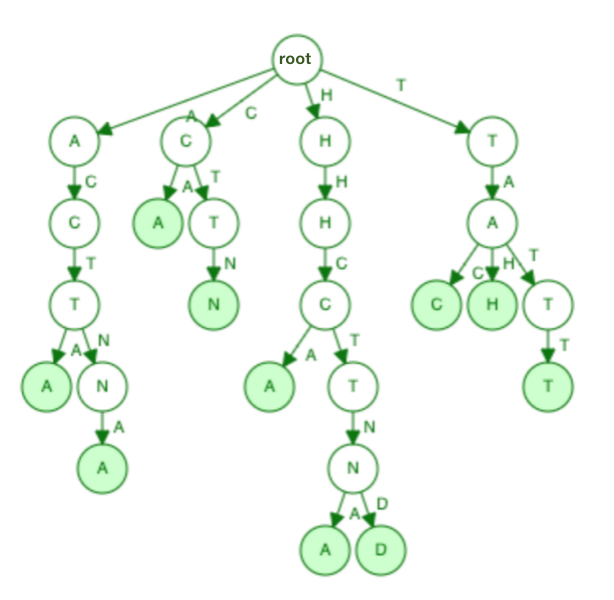 root
T
H
C
A
A C H T
C A T H A
C A T H A
T N C C H T
T A N C C H T
A N A T
A N A T T
A N
A N
A D
A D